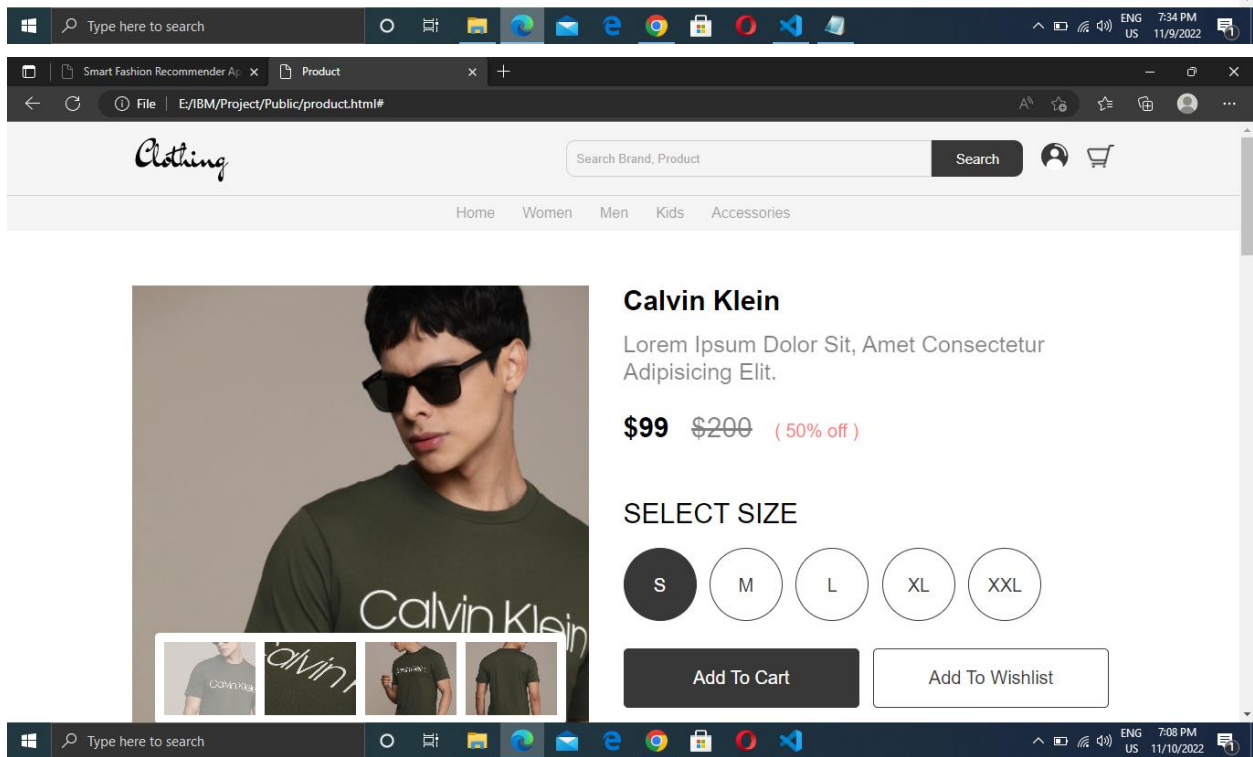 Type here to search
ENG 7:34 PM
US 11/9/2022
Smart Fashion Recommender Ap
Product
File E:/IBM/Project/Public/product.html#
Clothing
Search Brand, Product
Search
Home Women Men Kids Accessories
Calvin Klein
Lorem Ipsum Dolor Sit, Amet Consectetur
Adipisicing Elit.
$99 $200 ( 50% off )
SELECT SIZE
S M L XL XXL
Calvin Klein
Add To Cart Add To Wishlist
Type here to search
ENG 7:08 PM
US 11/10/2022